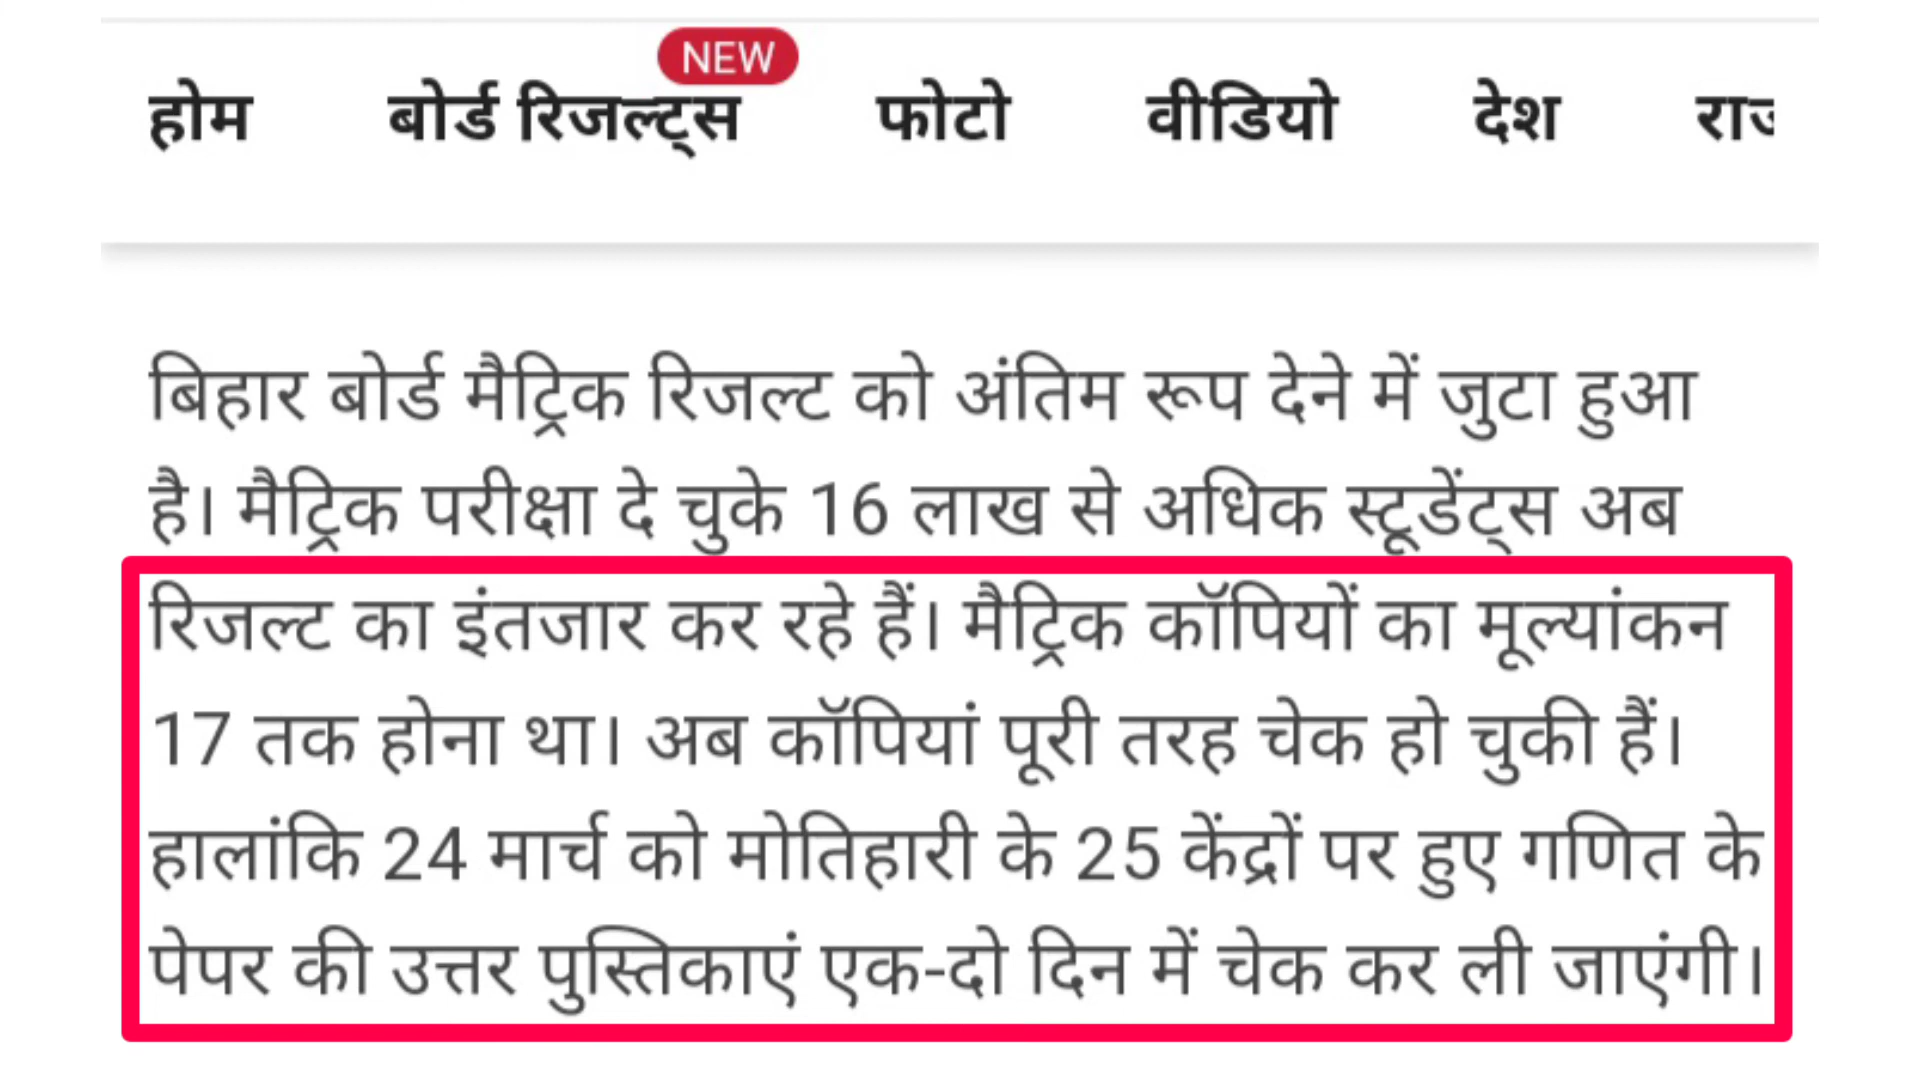 NEW
होम बोर्ड रिजल्ट्स फोटो वीडियो देश
बिहार बोर्ड मैट्रिक रिजल्ट को अंतिम रूप देने में जुटा हुआ
है। मैट्रिक परीक्षा दे चुके 16 लाख से अधिक स्टूडेंट्स अब
रिजल्ट का इंतजार कर रहे हैं। मैट्रिक कॉपियों का मूल्यांकन
17 तक होना था। अब कॉपियां पूरी तरह चेक हो चुकी हैं।
हालांकि 24 मार्च को मोतिहारी के 25 केंद्रों पर हुए गणित के
पेपर की उत्तर पुस्तिकाएं एक-दो दिन में चेक कर ली जाएंगी।